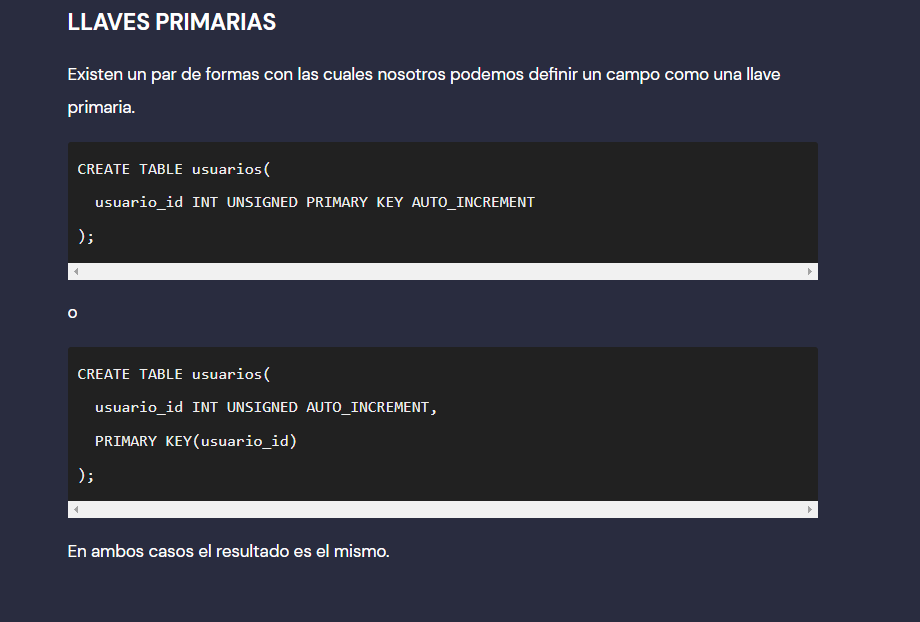 LLAVES PRIMARIAS
Existen un par de formas con las cuales nosotros podemos definir un campo como una llave
primaria.
CREATE TABLE usuarios(
  usuario_id INT UNSIGNED PRIMARY KEY AUTO_INCREMENT
);
o
CREATE TABLE usuarios(
  usuario_id INT UNSIGNED AUTO_INCREMENT,
  PRIMARY KEY(usuario_id)
);
En ambos casos el resultado es el mismo.